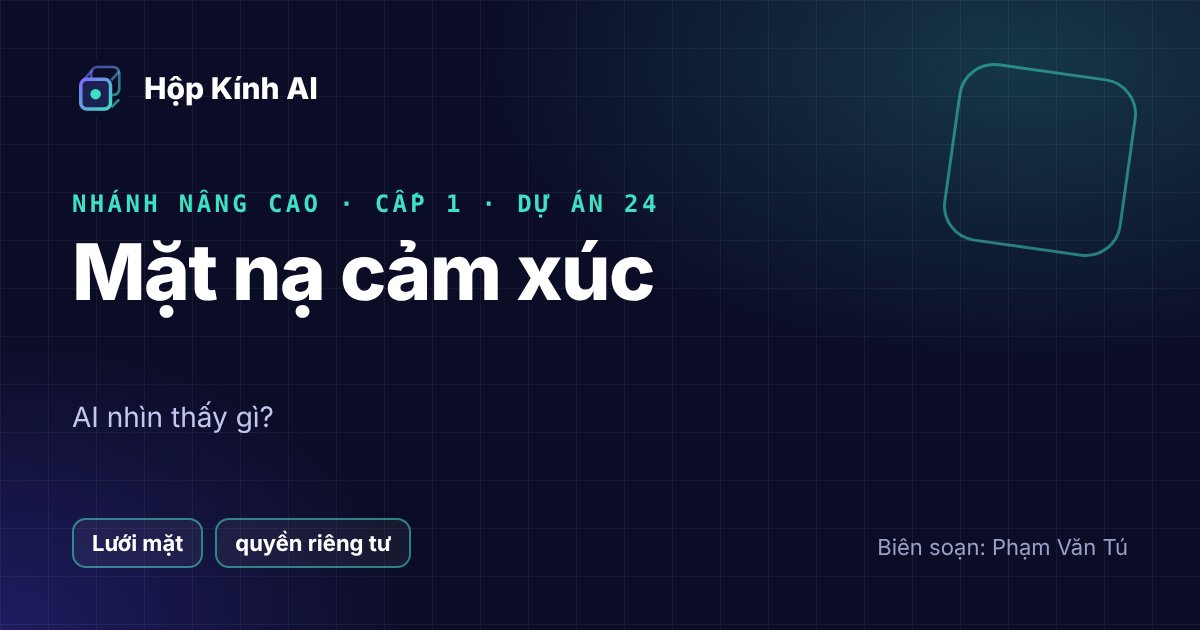 Hộp Kính AI
NHÁNH NÂNG CAO · CẤP 1 · DỰ ÁN 24
Mặt nạ cảm xúc
AI nhìn thấy gì?
Lưới mặt
quyền riêng tư
Biên soạn: Phạm Văn Tú